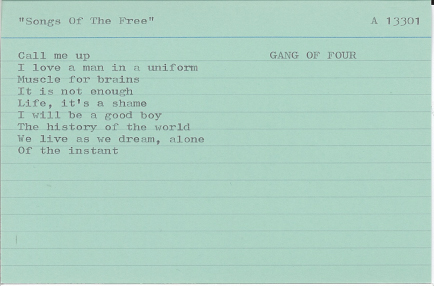 "Songs Of The Free" A 13301
Call me up GANG OF FOUR
I love a man in a uniform
Muscle for brains
It is not enough
Life, it's a shame
I will be a good boy
The history of the world
We live as we dream, alone
Of the instant